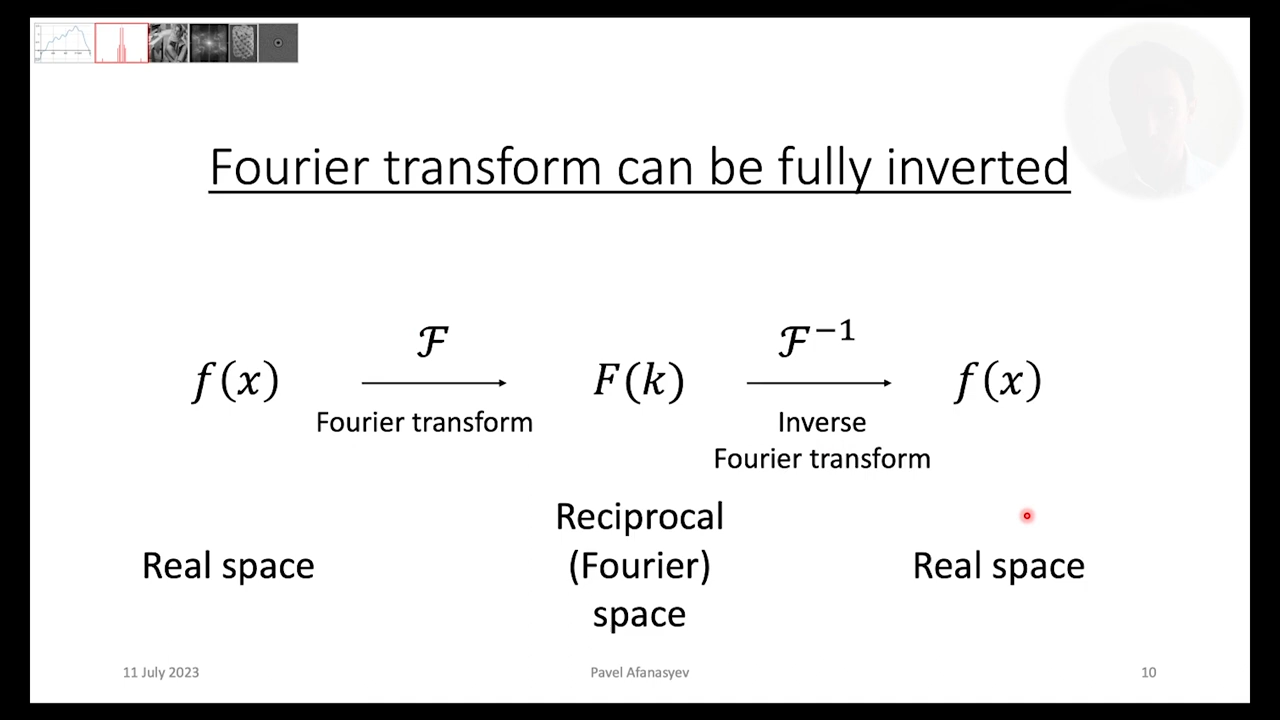 Fourier transform can be fully inverted
f(x) ℱ F(k) ℱ⁻¹ f(x)
Fourier transform
Inverse
Fourier transform
Real space
Reciprocal
(Fourier)
space
Real space
11 July 2023
Pavel Afanasyev
10